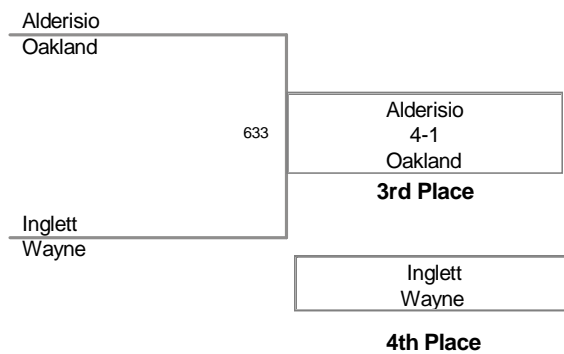 Alderisio
Oakland
633
Alderisio
4-1
Oakland
3rd Place
Inglett
Wayne
Inglett
Wayne
4th Place